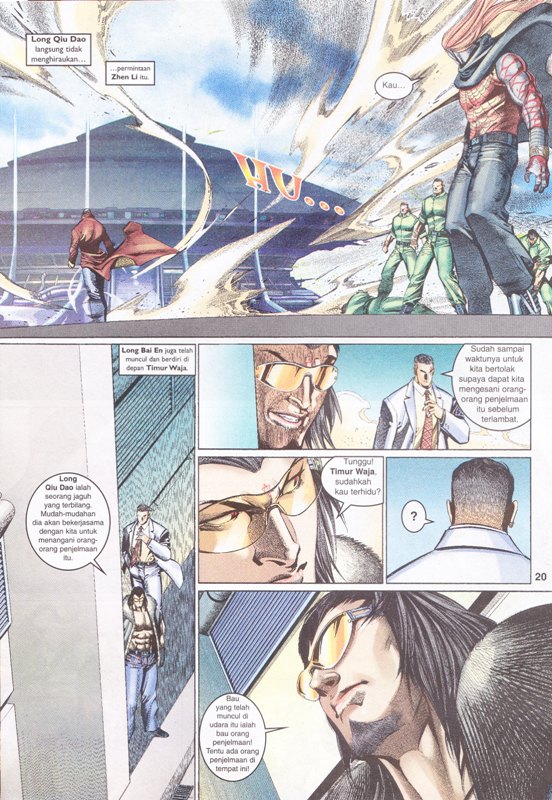 Long Qiu Dao
langsung tidak
menghiraukan...
...permintaan
Zhen Li itu.
Kau...
HU...
Long Bai En juga telah
muncul dan berdiri di
depan Timur Waja.
Long
Qiu Dao ialah
seorang jaguh
yang terbilang.
Mudah-mudahan
dia akan bekerjasama
dengan kita untuk
menangani orang-
orang penjelmaan
itu.
Sudah sampai
waktunya untuk
kita bertolak
supaya dapat kita
mengesani orang-
orang penjelmaan
itu sebelum
terlambat.
Tunggu!
Timur Waja,
sudahkah
kau terhidu?
?
20
Bau
yang telah
muncul di
udara itu ialah
bau orang
penjelmaan!
Tentu ada orang
penjelmaan di
tempat ini!